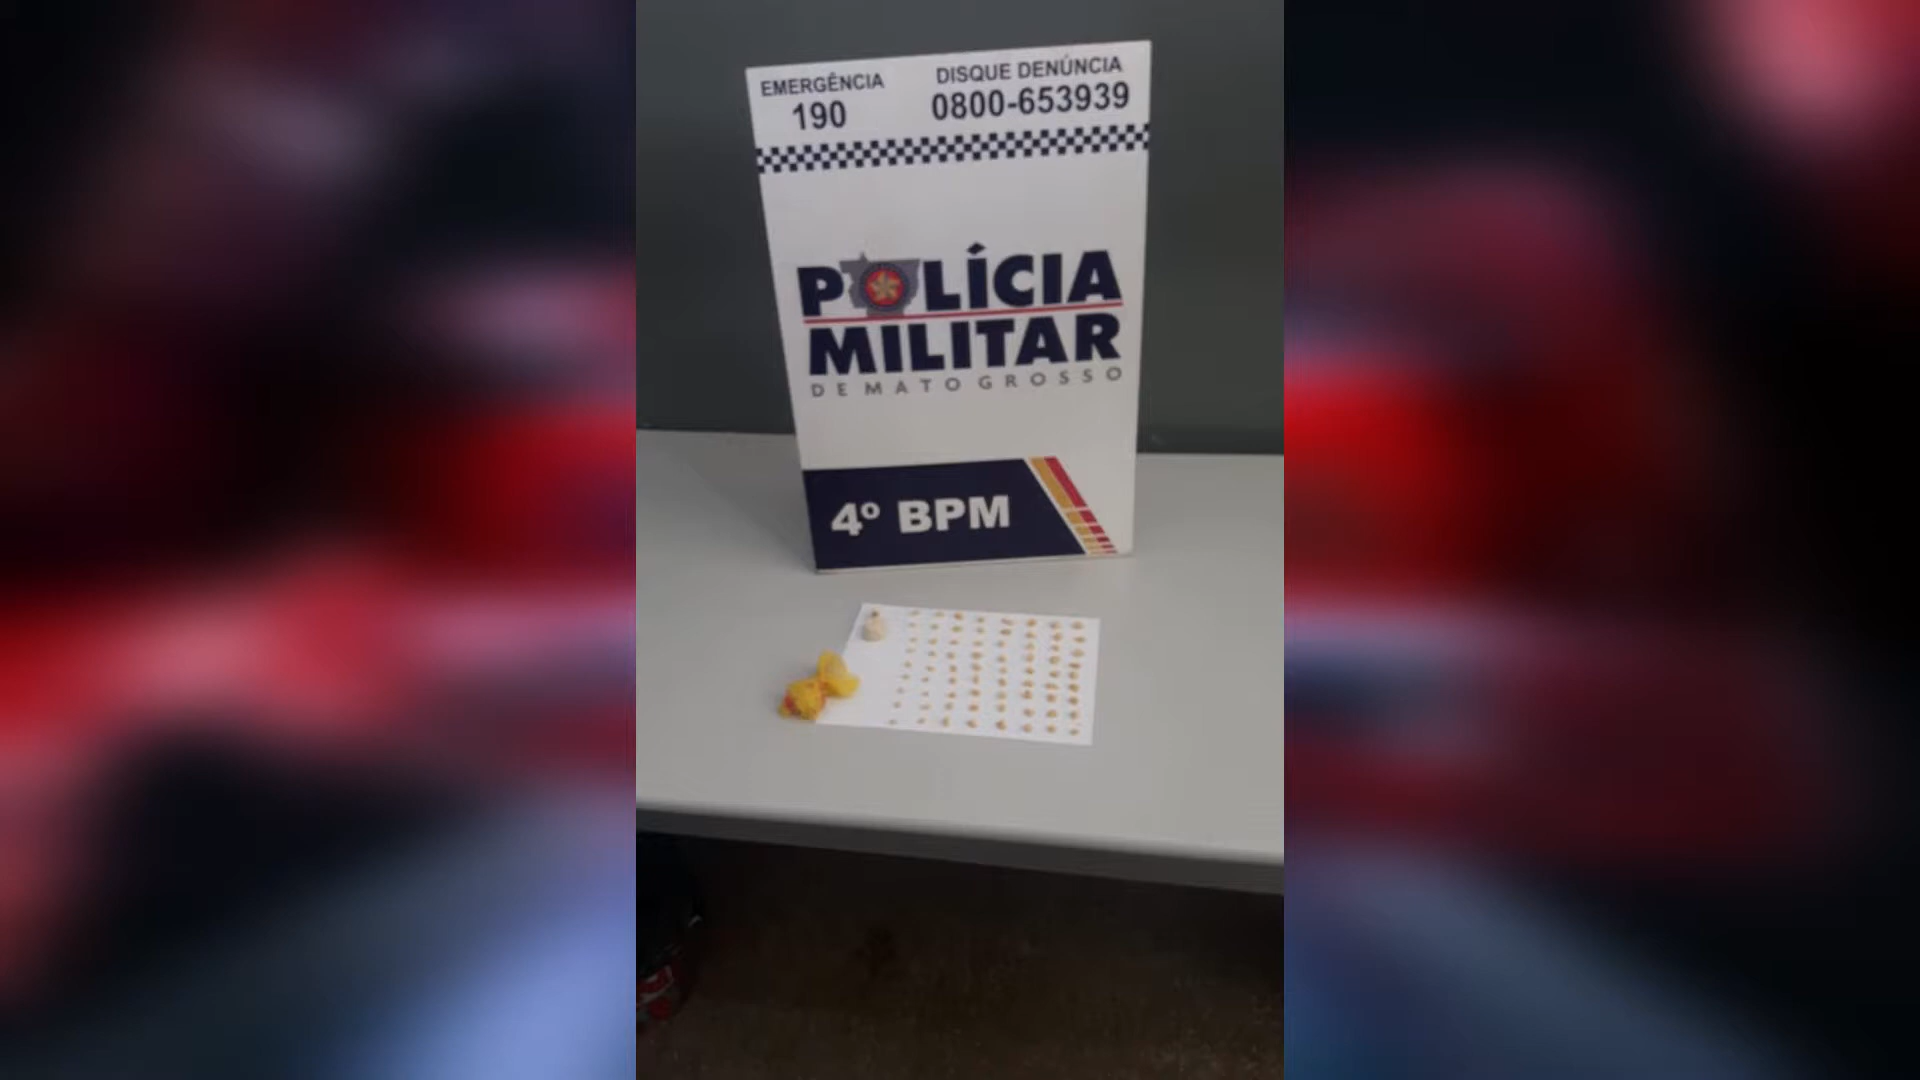 EMERGÊNCIA
190
DISQUE DENÚNCIA
0800-653939
POLÍCIA
MILITAR
DE MATO GROSSO
4º BPM